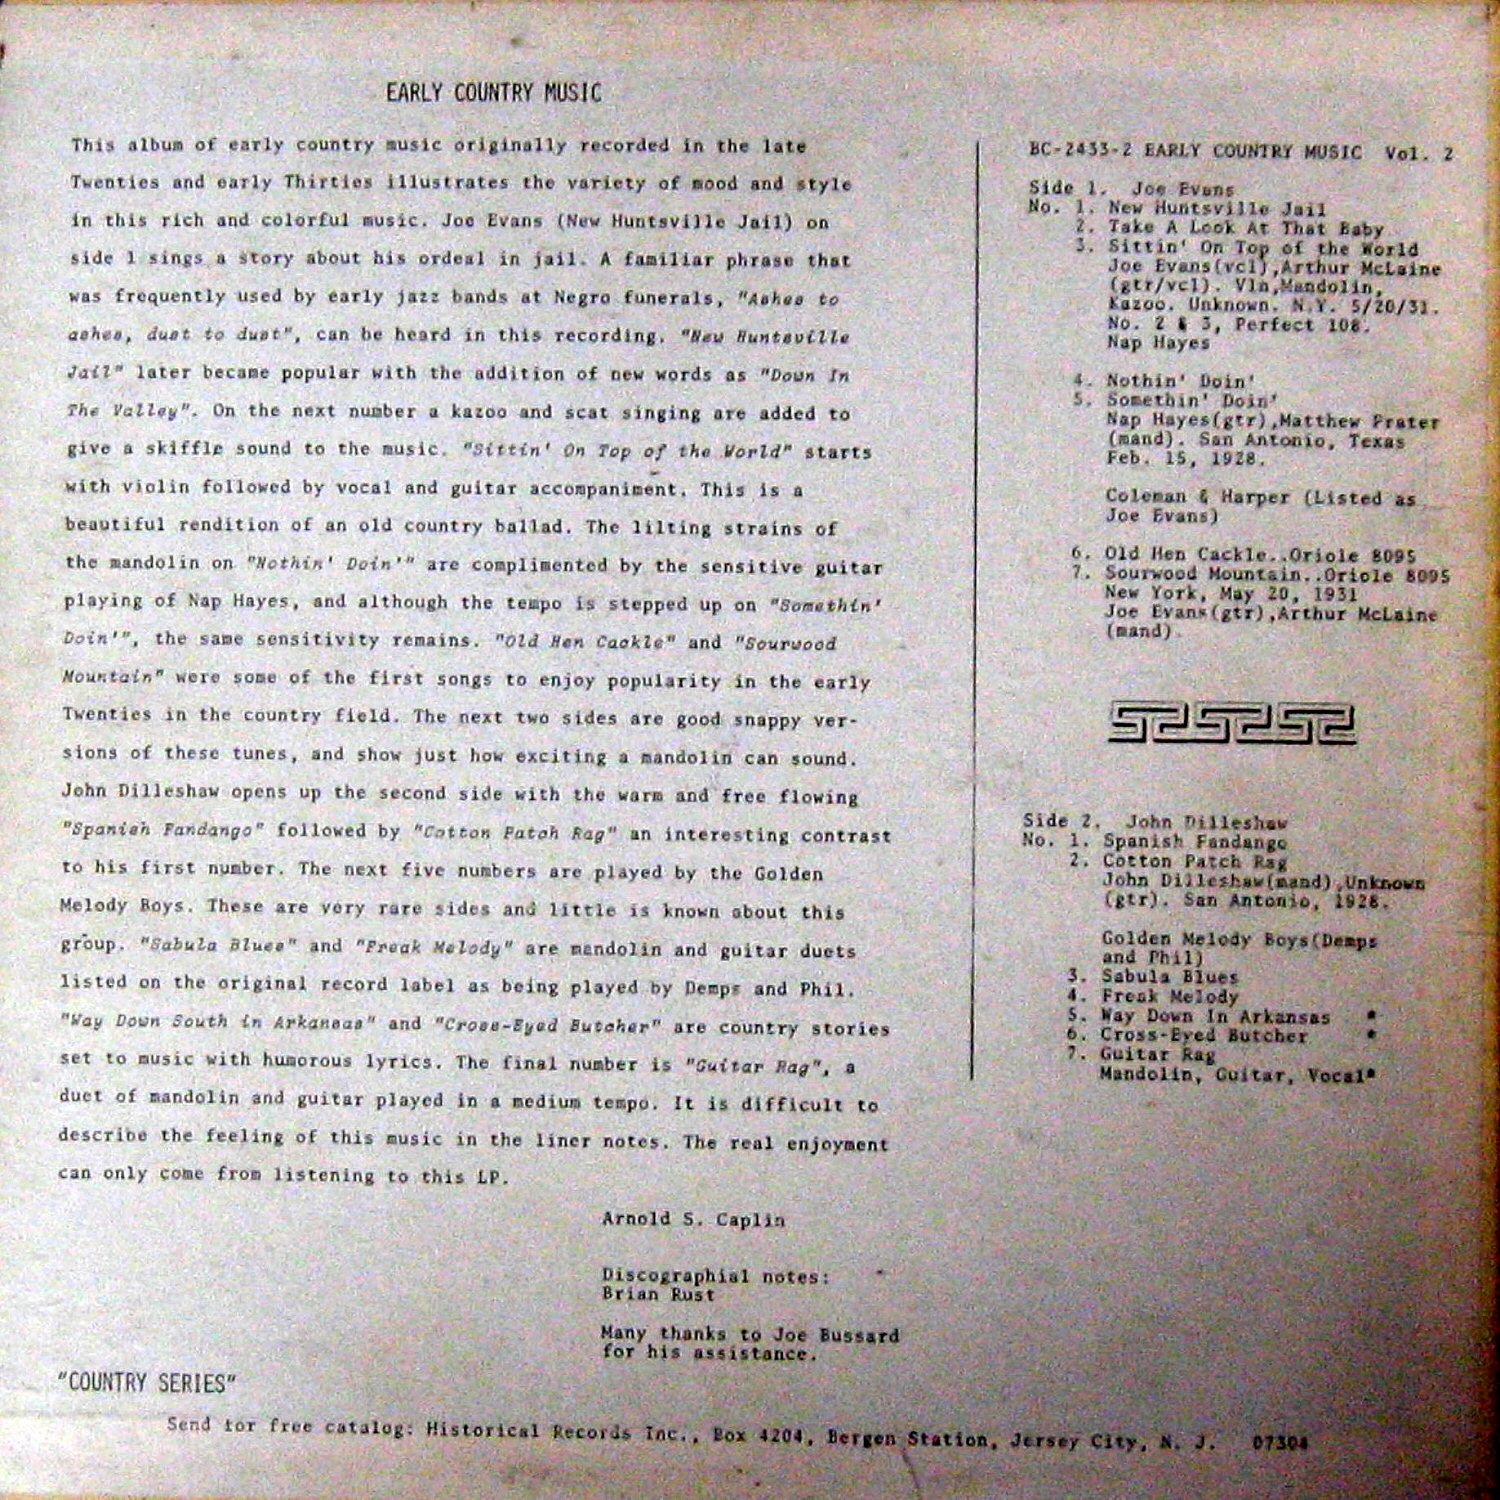 EARLY COUNTRY MUSIC
This album of early country music originally recorded in the late
Twenties and early Thirties illustrates the variety of mood and style
in this rich and colorful music. Joe Evans (New Huntsville Jail) on
side 1 sings a story about his ordeal in jail. A familiar phrase that
was frequently used by early jazz bands at Negro funerals, "Ashes to
ashes, dust to dust", can be heard in this recording. "New Huntsville
Jail" later became popular with the addition of new words as "Down In
The Valley". On the next number a kazoo and scat singing are added to
give a skiffle sound to the music. "Sittin' On Top of the World" starts
with violin followed by vocal and guitar accompaniment. This is a
beautiful rendition of an old country ballad. The lilting strains of
the mandolin on "Nothin' Doin'" are complimented by the sensitive guitar
playing of Nap Hayes, and although the tempo is stepped up on "Somethin'
Doin'", the same sensitivity remains. "Old Hen Cackle" and "Sourwood
Mountain" were some of the first songs to enjoy popularity in the early
Twenties in the country field. The next two sides are good snappy ver-
sions of these tunes, and show just how exciting a mandolin can sound.
John Dilleshaw opens up the second side with the warm and free flowing
"Spanish Fandango" followed by "Cotton Patch Rag" an interesting contrast
to his first number. The next five numbers are played by the Golden
Melody Boys. These are very rare sides and little is known about this
group. "Sabula Blues" and "Freak Melody" are mandolin and guitar duets
listed on the original record label as being played by Demps and Phil.
"Way Down South in Arkansas" and "Cross-Eyed Butcher" are country stories
set to music with humorous lyrics. The final number is "Guitar Rag", a
duet of mandolin and guitar played in a medium tempo. It is difficult to
describe the feeling of this music in the liner notes. The real enjoyment
can only come from listening to this LP.
Arnold S. Caplin
Discographial notes:
Brian Rust
Many thanks to Joe Bussard
for his assistance.
"COUNTRY SERIES"
Send for free catalog: Historical Records Inc., Box 4204, Bergen Station, Jersey City, N. J. 07304
BC-2433-2 EARLY COUNTRY MUSIC Vol. 2
Side 1. Joe Evans
No. 1. New Huntsville Jail
2. Take A Look At That Baby
3. Sittin' On Top of the World
Joe Evans(vcl),Arthur McLaine
(gtr/vcl). Vln,Mandolin,
Kazoo. Unknown. N.Y. 5/20/31.
No. 2 & 3, Perfect 108.
Nap Hayes
4. Nothin' Doin'
5. Somethin' Doin'
Nap Hayes(gtr),Matthew Prater
(mand). San Antonio, Texas
Feb. 15, 1928.
Coleman & Harper (Listed as
Joe Evans)
6. Old Hen Cackle..Oriole 8095
7. Sourwood Mountain..Oriole 8095
New York, May 20, 1931
Joe Evans(gtr),Arthur McLaine
(mand).
Side 2. John Dilleshaw
No. 1. Spanish Fandango
2. Cotton Patch Rag
John Dilleshaw(mand),Unknown
(gtr). San Antonio, 1928.
Golden Melody Boys(Demps
and Phil)
3. Sabula Blues
4. Freak Melody
5. Way Down In Arkansas *
6. Cross-Eyed Butcher *
7. Guitar Rag
Mandolin, Guitar, Vocal*